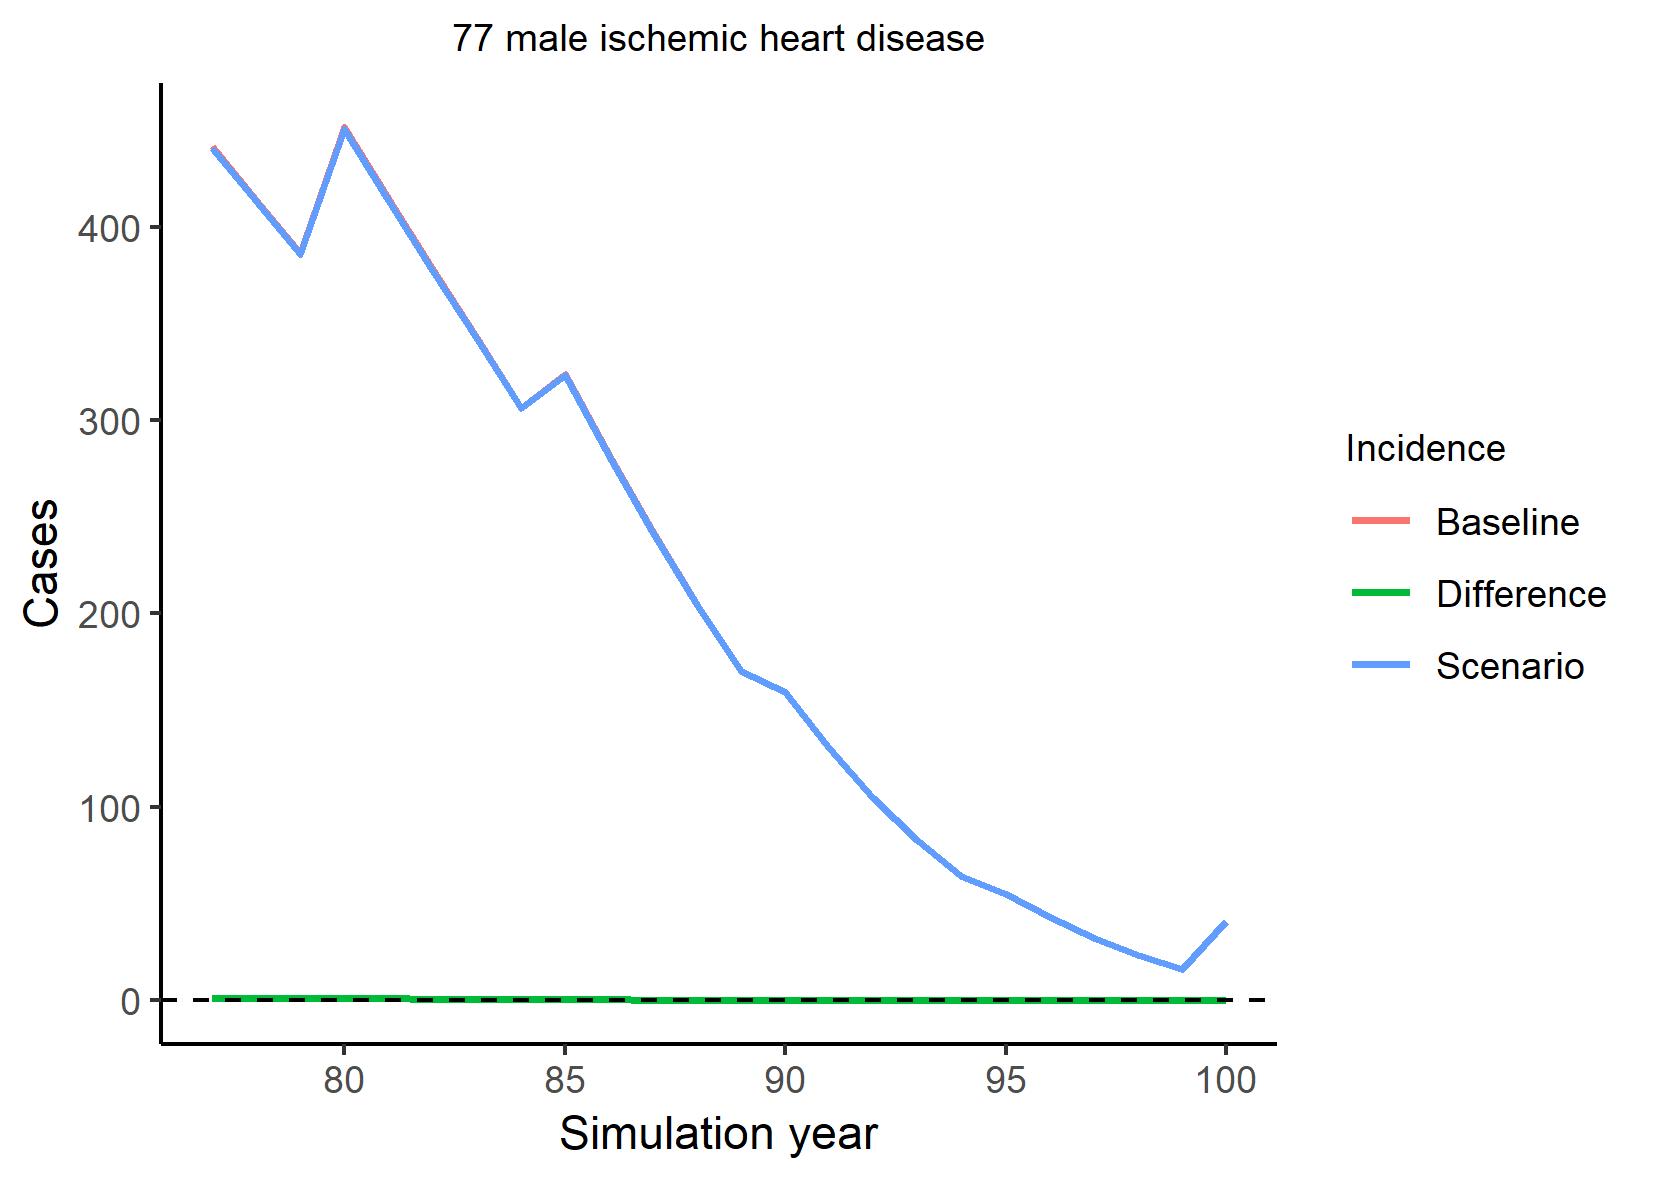 77 male ischemic heart disease
Cases
400
300
200
100
0
80 85 90 95 100
Simulation year
Incidence
Baseline
Difference
Scenario